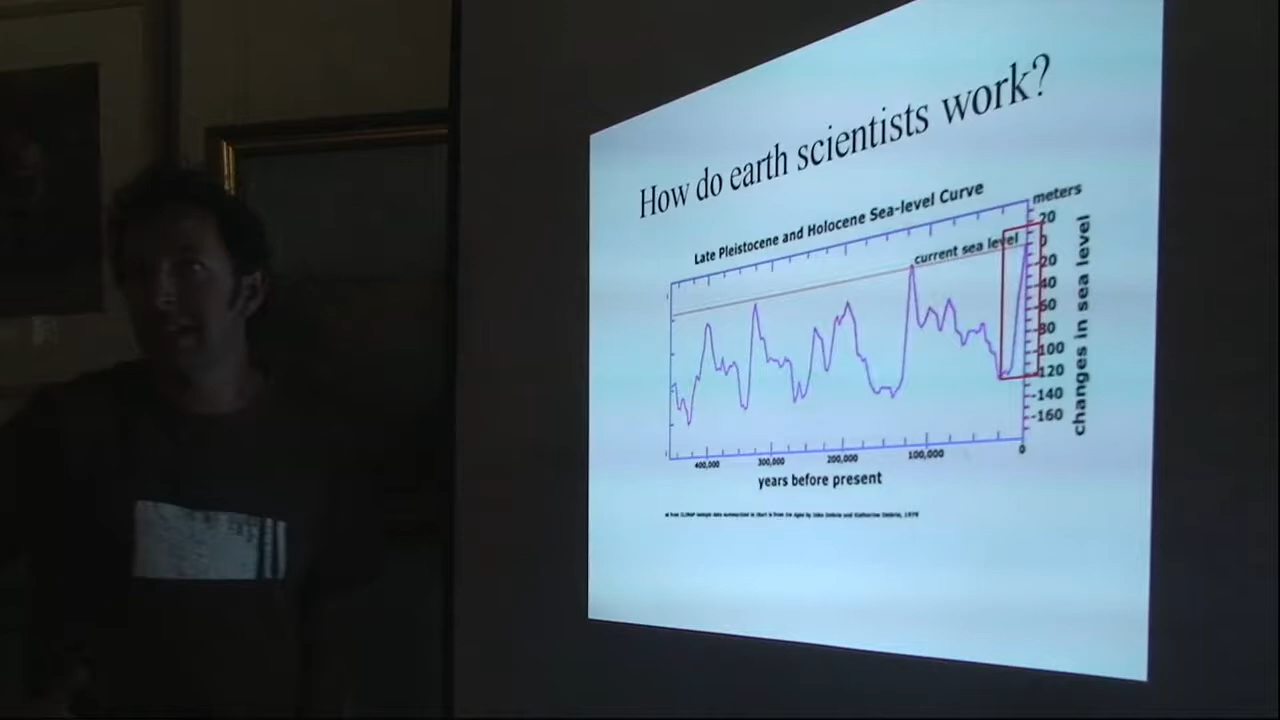 How do earth scientists work?
Late Pleistocene and Holocene Sea-level Curve
meters
current sea level
20
0
-20
-40
-60
-80
-100
-120
-140
-160
changes in sea level
400,000
300,000
200,000
100,000
0
years before present